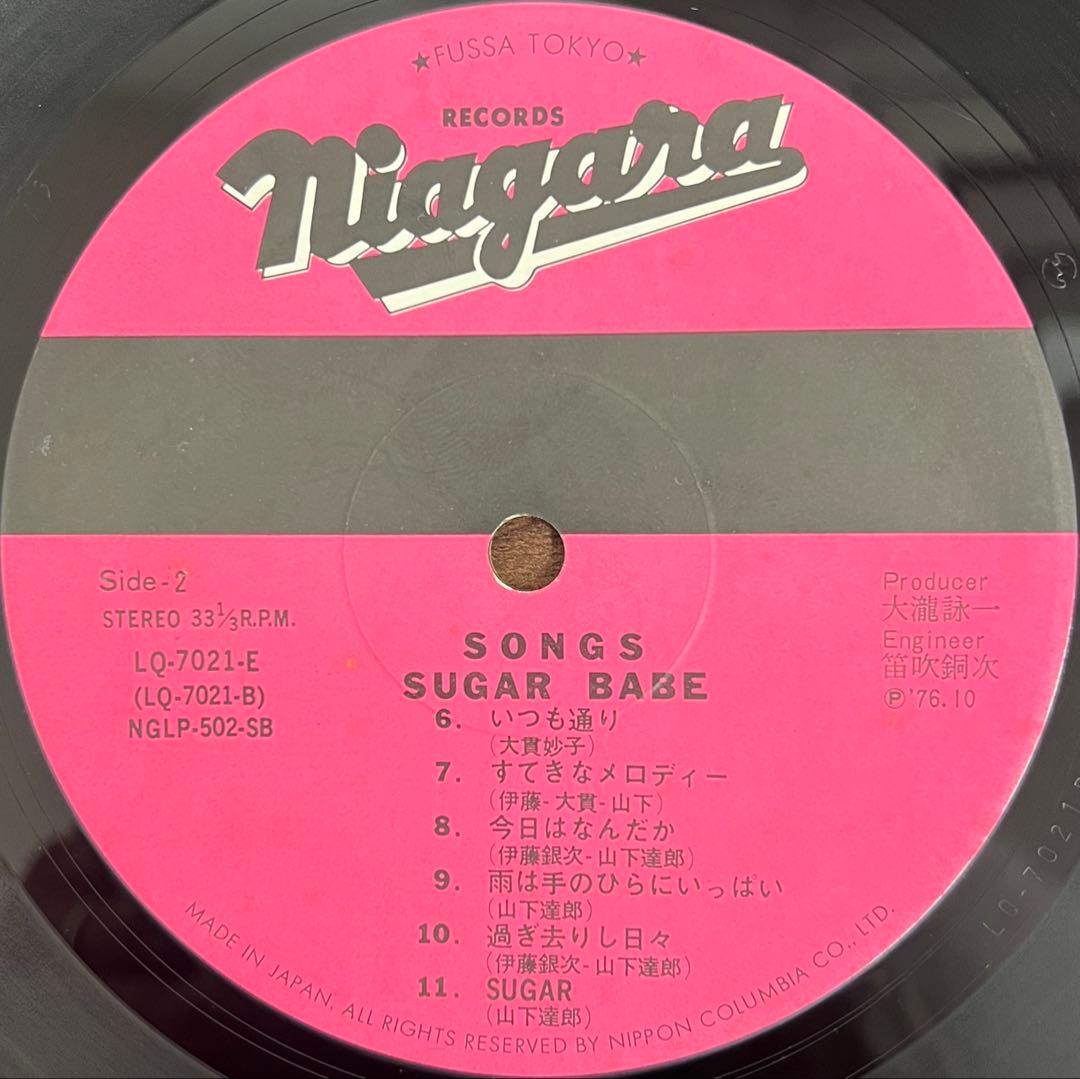 ★FUSSA TOKYO★
RECORDS
Niagara
Side-2
STEREO 33⅓R.P.M.
LQ-7021-E
(LQ-7021-B)
NGLP-502-SB
Producer
大瀧詠一
Engineer
笛吹銅次
Ⓟ'76.10
SONGS
SUGAR BABE
6. いつも通り
(大貫妙子)
7. すてきなメロディー
(伊藤-大貫-山下)
8. 今日はなんだか
(伊藤銀次-山下達郎)
9. 雨は手のひらにいっぱい
(山下達郎)
10. 過ぎ去りし日々
(伊藤銀次-山下達郎)
11. SUGAR
(山下達郎)
MADE IN JAPAN. ALL RIGHTS RESERVED BY NIPPON COLUMBIA CO., LTD.
LQ-7021